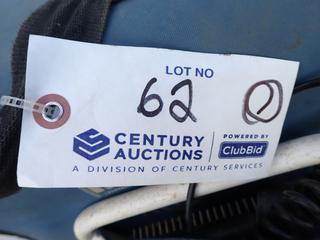 LOT NO
62
CENTURY
AUCTIONS
POWERED BY
ClubBid
A DIVISION OF CENTURY SERVICES